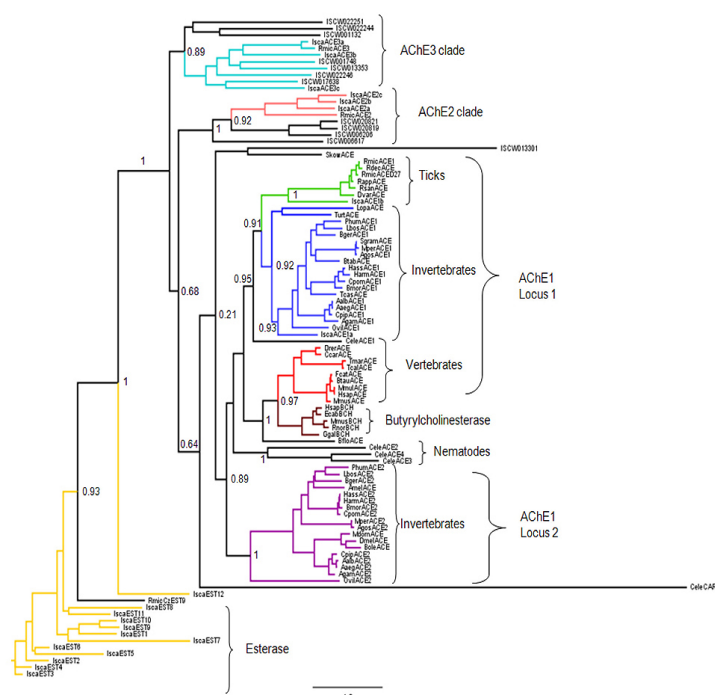 ISCW022251
ISCW022244
ISCW001132
IscaACE3a
RmicACE3
IscaACE3b
ISCW001748
ISCW013353
ISCW022246
ISCW017638
IscaACE3c
0.89
AChE3 clade
IscaACE2c
IscaACE2b
IscaACE2a
RmicACE2
ISCW020821
ISCW020819
ISCW006206
ISCW006617
0.92
1
AChE2 clade
1
ISCW013301
SkowACE
RmicACE1
RdecACE
RmicACED27
RappACE
RsanACE
DvarACE
IscaACE1b
1
Ticks
0.91
LopaACE
TurtACE
PhumACE1
LbosACE1
BgerACE1
SgramACE
MperACE1
AgosACE1
BtabACE
HassACE1
HarmACE1
CpomACE1
BmorACE1
TcasACE
AalbACE1
AaegACE1
CpipACE1
AgamACE1
GvilACE1
IscaACE1a
0.92
0.93
Invertebrates
AChE1
Locus 1
0.95
0.68
0.21
CeleACE1
DrerACE
CcarACE
TmarACE
TcalACE
FcatACE
BtauACE
MmulACE
HsapACE
MmusACE
0.97
Vertebrates
1
HsapBCH
EcabBCH
MmusBCH
RnorBCH
GgalBCH
BfloACE
1
Butyrylcholinesterase
CeleACE2
CeleACE4
CeleACE3
1
Nematodes
0.64
0.89
PhumACE2
LbosACE2
BgerACE2
AmelACE
HassACE2
HarmACE2
BmorACE2
CpomACE2
MperACE2
AgosACE2
MdomACE
DmelACE
BoleACE
CpipACE2
AalbACE2
AaegACE2
AgamACE2
GvilACE2
1
Invertebrates
AChE1
Locus 2
CeleCAR
0.93
IscaEST12
RmicCzEST9
IscaEST8
IscaEST11
IscaEST10
IscaEST9
IscaEST1
IscaEST7
IscaEST6
IscaEST5
IscaEST2
IscaEST4
IscaEST3
Esterase